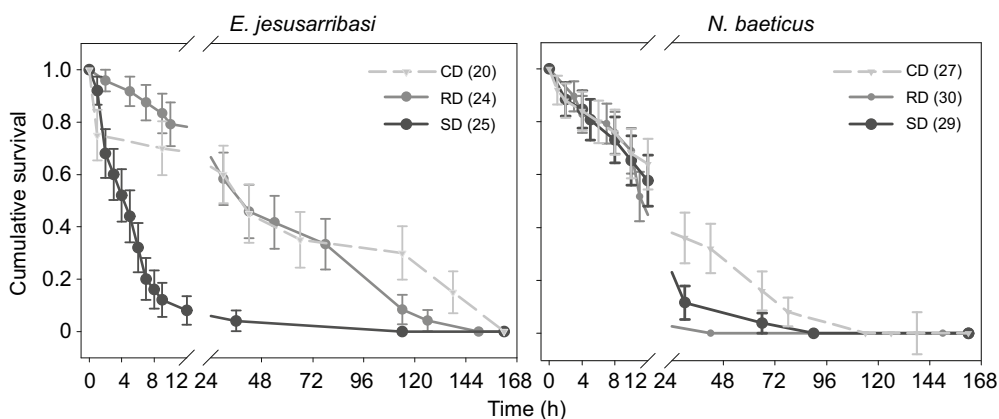 E. jesusarribasi
N. baeticus
Cumulative survival
1.0
0.8
0.6
0.4
0.2
0
CD (20)
RD (24)
SD (25)
CD (27)
RD (30)
SD (29)
0 4 8 12 24 48 72 96 120 144 168
0 4 8 12 24 48 72 96 120 144 168
Time (h)